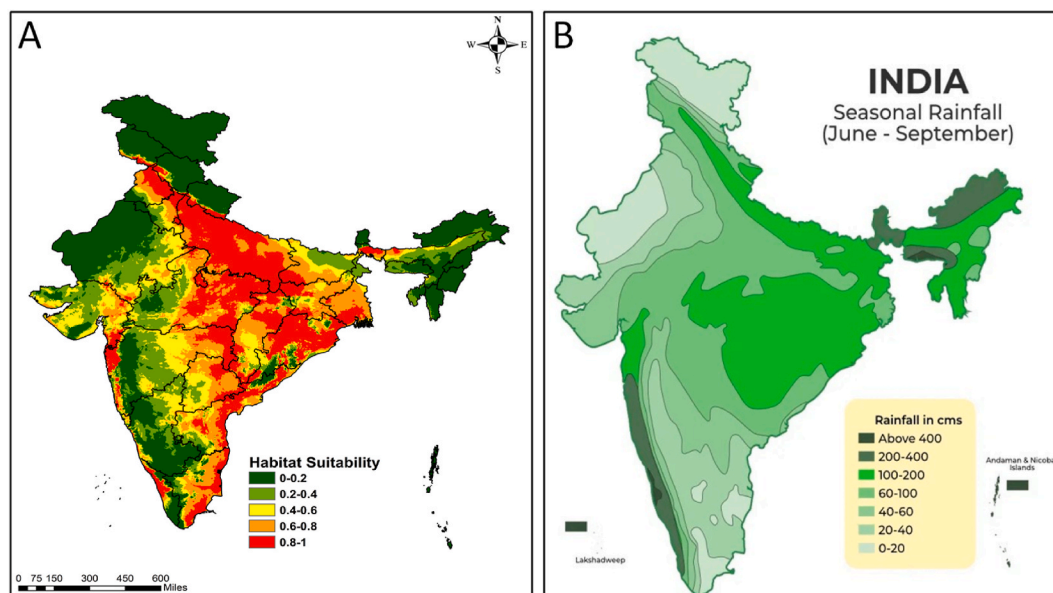 A
N
W E
S
Habitat Suitability
0-0.2
0.2-0.4
0.4-0.6
0.6-0.8
0.8-1
0 75 150 300 450 600
Miles
B
INDIA
Seasonal Rainfall
(June - September)
Rainfall in cms
Above 400
200-400
100-200
60-100
40-60
20-40
0-20
Andaman & Nicoba
Islands
Lakshadweep